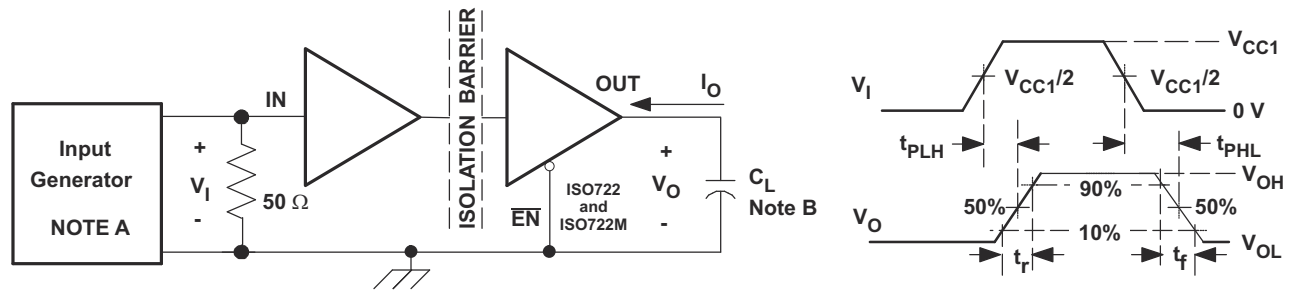 Input
Generator
NOTE A
IN
+
V_I
-
50 Ω
ISOLATION BARRIER
OUT
I_O
EN
ISO722
and
ISO722M
+
V_O
-
C_L
Note B
V_I
V_CC1/2
V_CC1/2
V_CC1
0 V
t_PLH
t_PHL
V_O
50%
90%
10%
50%
V_OH
V_OL
t_r
t_f